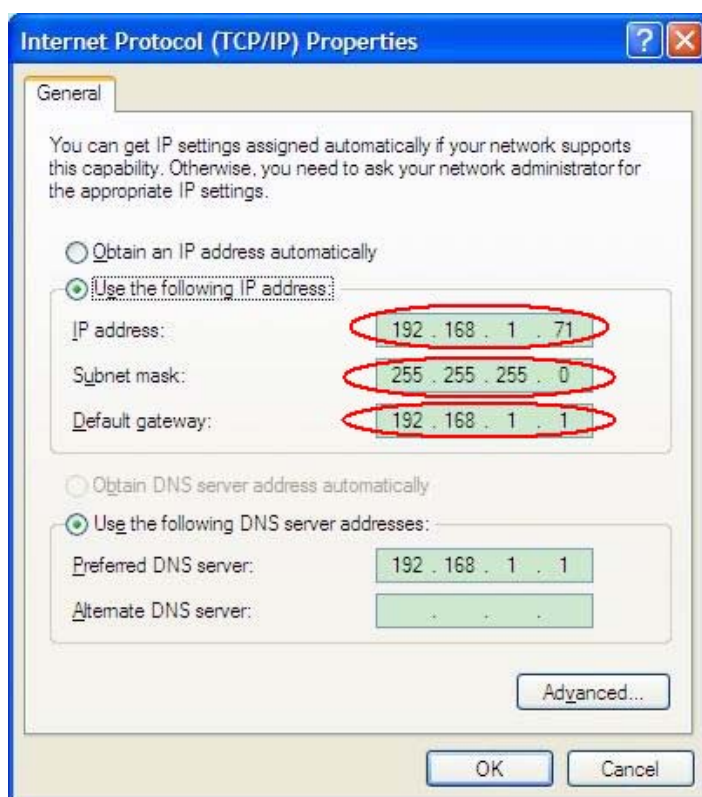 Internet Protocol (TCP/IP) Properties
General
You can get IP settings assigned automatically if your network supports
this capability. Otherwise, you need to ask your network administrator for
the appropriate IP settings.
Obtain an IP address automatically
Use the following IP address:
IP address: 192 . 168 . 1 . 71
Subnet mask: 255 . 255 . 255 . 0
Default gateway: 192 . 168 . 1 . 1
Obtain DNS server address automatically
Use the following DNS server addresses:
Preferred DNS server: 192 . 168 . 1 . 1
Alternate DNS server: . . .
Advanced...
OK Cancel